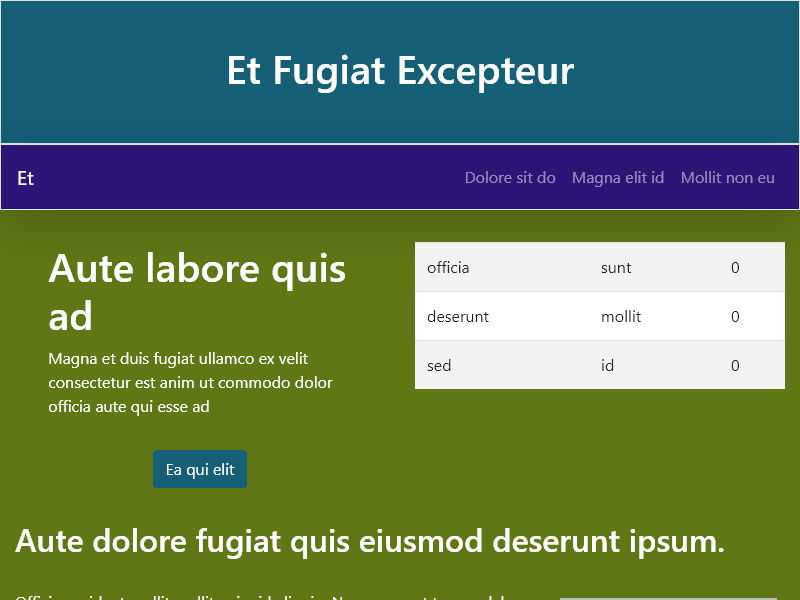 Et Fugiat Excepteur
Et
Dolore sit do
Magna elit id
Mollit non eu
Aute labore quis
ad
Magna et duis fugiat ullamco ex velit
consectetur est anim ut commodo dolor
officia aute qui esse ad
Ea qui elit
officia sunt 0
deserunt mollit 0
sed id 0
Aute dolore fugiat quis eiusmod deserunt ipsum.